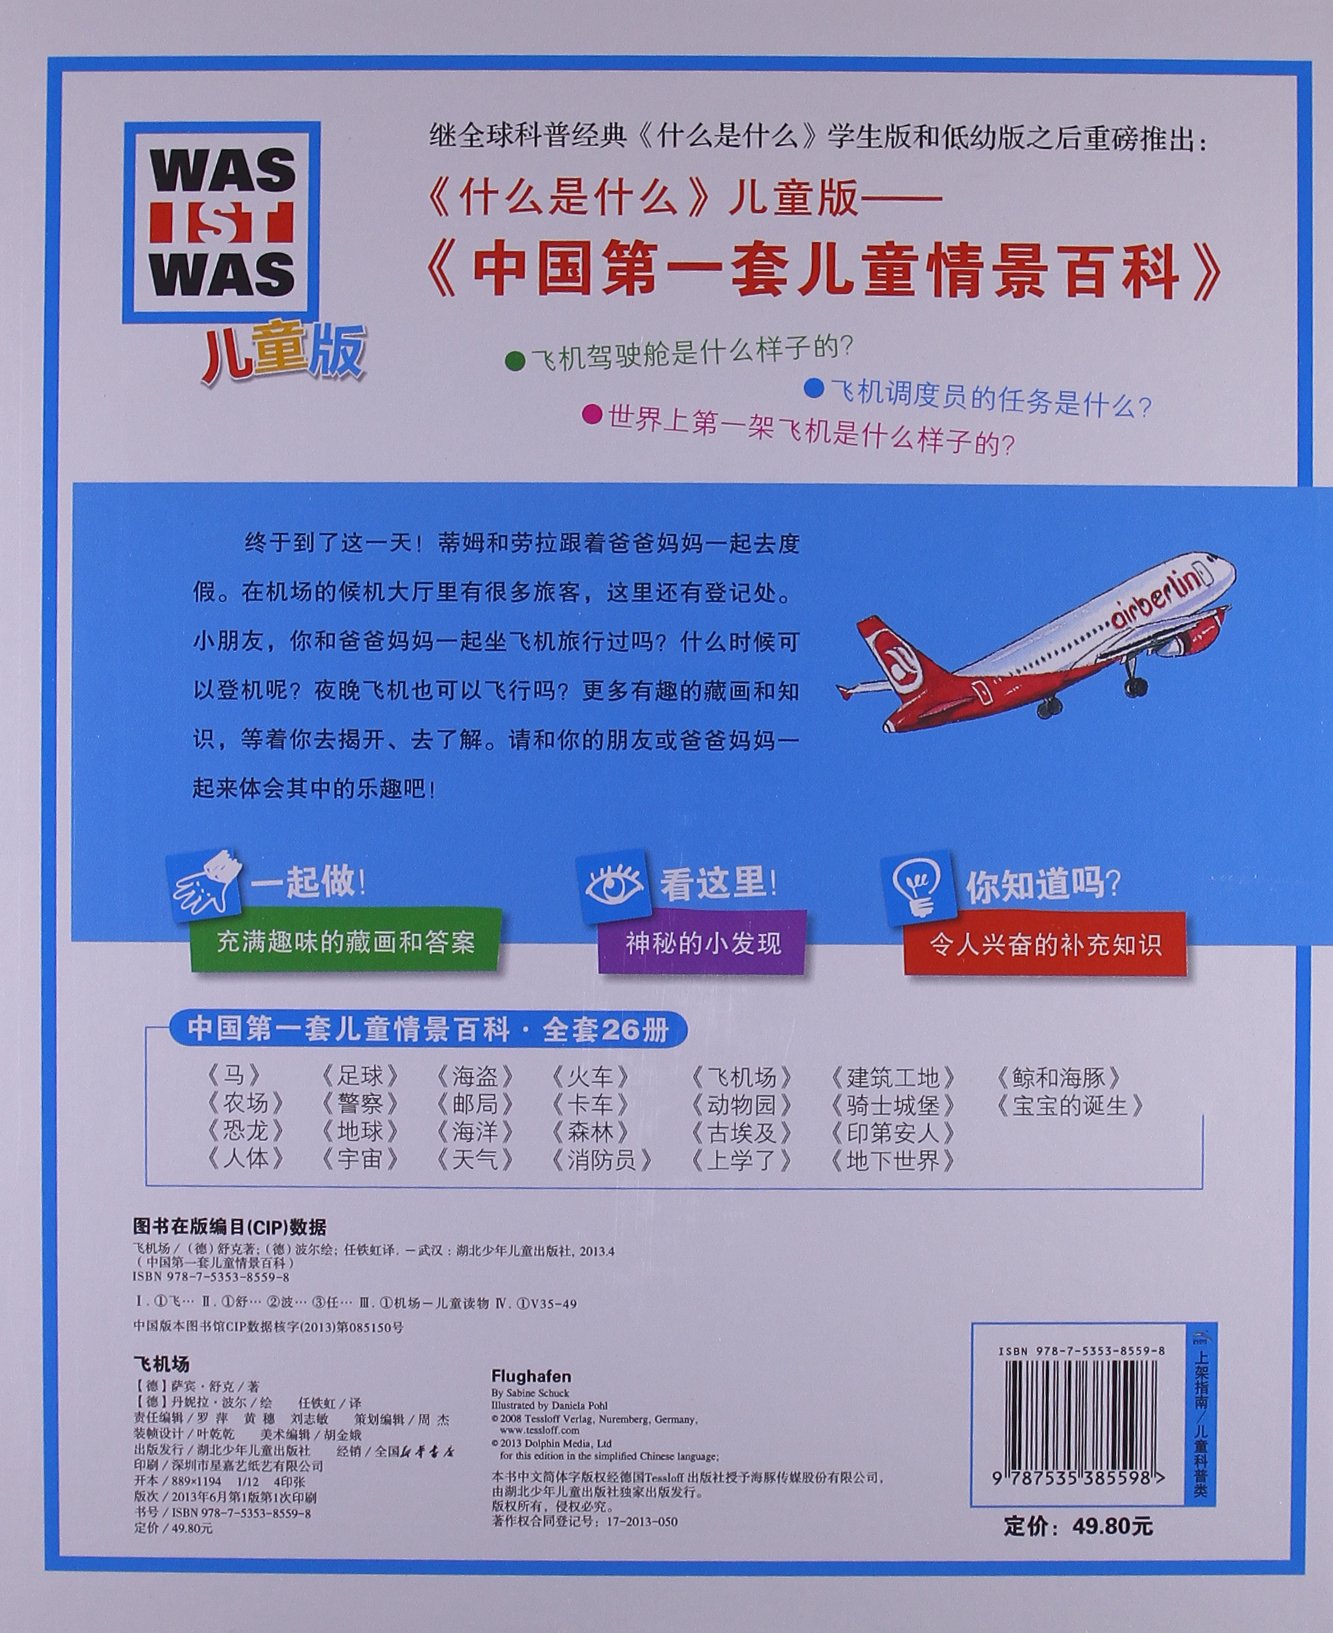 WAS
IST
WAS
儿童版
继全球科普经典《什么是什么》学生版和低幼版之后重磅推出：
《什么是什么》儿童版——
《中国第一套儿童情景百科》
●飞机驾驶舱是什么样子的？
●飞机调度员的任务是什么？
●世界上第一架飞机是什么样子的？
终于到了这一天！蒂姆和劳拉跟着爸爸妈妈一起去度
假。在机场的候机大厅里有很多旅客，这里还有登记处。
小朋友，你和爸爸妈妈一起坐飞机旅行过吗？什么时候可
以登机呢？夜晚飞机也可以飞行吗？更多有趣的藏画和知
识，等着你去揭开、去了解。请和你的朋友或爸爸妈妈一
起来体会其中的乐趣吧！
airberlin
一起做！
充满趣味的藏画和答案
看这里！
神秘的小发现
你知道吗？
令人兴奋的补充知识
中国第一套儿童情景百科·全套26册
《马》 《足球》 《海盗》 《火车》 《飞机场》 《建筑工地》 《鲸和海豚》
《农场》 《警察》 《邮局》 《卡车》 《动物园》 《骑士城堡》 《宝宝的诞生》
《恐龙》 《地球》 《海洋》 《森林》 《古埃及》 《印第安人》
《人体》 《宇宙》 《天气》 《消防员》 《上学了》 《地下世界》
图书在版编目(CIP)数据
飞机场/（德）舒克著；（德）波尔绘；任铁虹译．—武汉：湖北少年儿童出版社，2013.4
（中国第一套儿童情景百科）
ISBN 978-7-5353-8559-8
Ⅰ．①飞… Ⅱ．①舒… ②波… ③任… Ⅲ．①机场－儿童读物 Ⅳ．①V35-49
中国版本图书馆CIP数据核字(2013)第085150号
飞机场
【德】萨宾·舒克/著
【德】丹妮拉·波尔/绘 任铁虹/译
责任编辑/罗 萍 黄 穗 刘志敏 策划编辑/周 杰
装帧设计/叶乾乾 美术编辑/胡金娥
出版发行/湖北少年儿童出版社 经销/全国新华书店
印刷/深圳市星嘉艺纸艺有限公司
开本/889×1194 1/12 4印张
版次/2013年6月第1版第1次印刷
书号/ISBN 978-7-5353-8559-8
定价/49.80元
Flughafen
By Sabine Schuck
Illustrated by Daniela Pohl
© 2008 Tessloff Verlag, Nuremberg, Germany,
www.tessloff.com
© 2013 Dolphin Media, Ltd
for this edition in the simplified Chinese language;
本书中文简体字版权经德国Tessloff 出版社授予海豚传媒股份有限公司，
由湖北少年儿童出版社独家出版发行。
版权所有，侵权必究。
著作权合同登记号：17-2013-050
ISBN 978-7-5353-8559-8
9 787535 385598 >
上架指南/儿童科普类
定价：49.80元